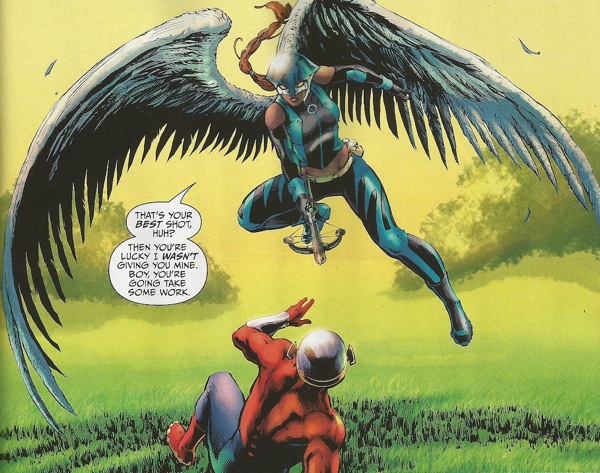 THAT'S YOUR
BEST SHOT,
HUH?
THEN YOU'RE
LUCKY I WASN'T
GIVING YOU MINE.
BOY, YOU'RE
GOING TAKE
SOME WORK.